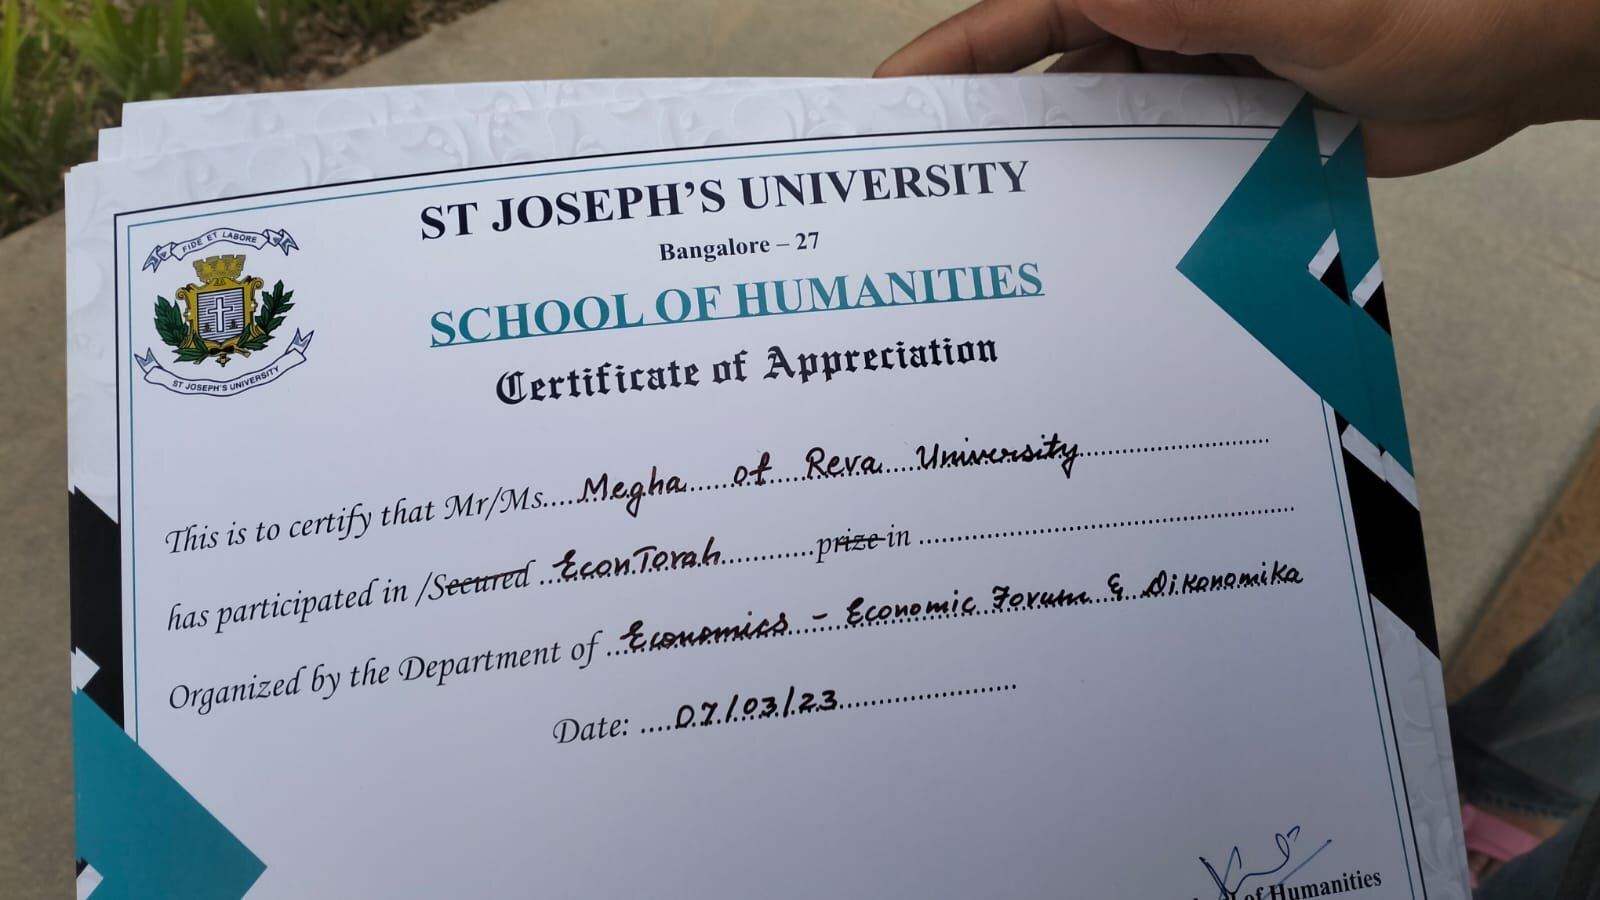 FIDE ET LABORE
ST JOSEPH'S UNIVERSITY
ST JOSEPH'S UNIVERSITY
Bangalore – 27
SCHOOL OF HUMANITIES
Certificate of Appreciation
This is to certify that Mr/Ms....Megha......of......Reva....University..........................
has participated in /Secured ...EconTorah...........prize in ....................................................
Organized by the Department of ...Economics - Economic Forum & Oikonomika
Date: ....07/03/23........................
of Humanities